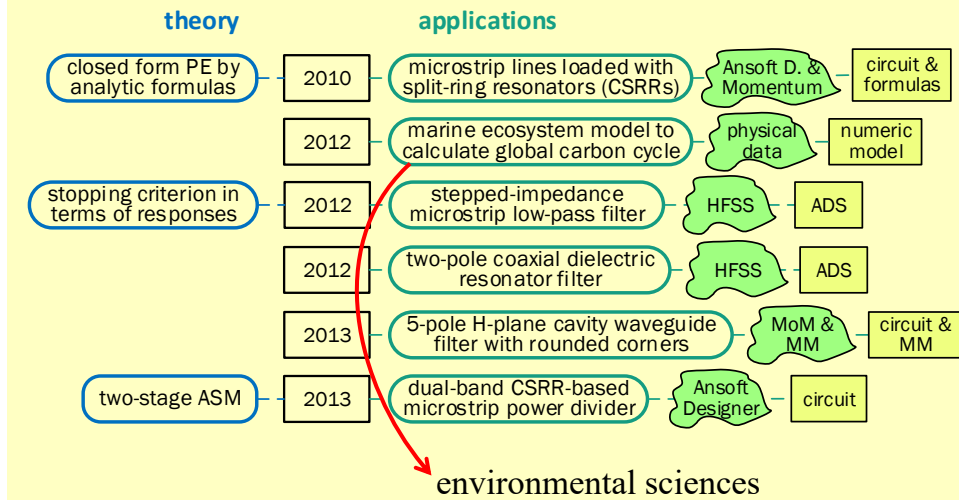 theory applications
closed form PE by
analytic formulas
2010
microstrip lines loaded with
split-ring resonators (CSRRs)
Ansoft D. &
Momentum
circuit &
formulas
2012
marine ecosystem model to
calculate global carbon cycle
physical
data
numeric
model
stopping criterion in
terms of responses
2012
stepped-impedance
microstrip low-pass filter
HFSS
ADS
2012
two-pole coaxial dielectric
resonator filter
HFSS
ADS
2013
5-pole H-plane cavity waveguide
filter with rounded corners
MoM &
MM
circuit &
MM
two-stage ASM
2013
dual-band CSRR-based
microstrip power divider
Ansoft
Designer
circuit
environmental sciences